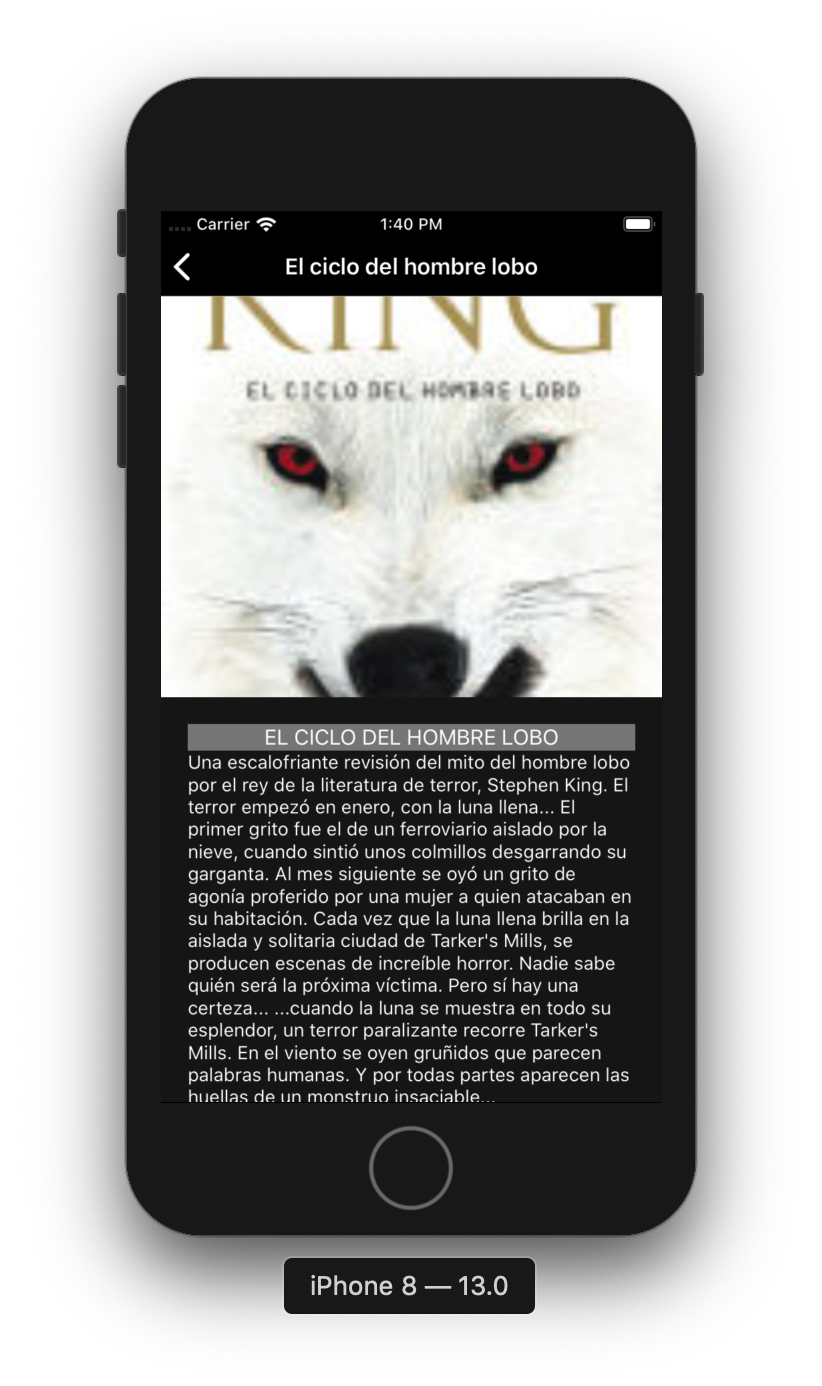 Carrier 1:40 PM
El ciclo del hombre lobo
KING
EL CICLO DEL HOMBRE LOBO
EL CICLO DEL HOMBRE LOBO
Una escalofriante revisión del mito del hombre lobo
por el rey de la literatura de terror, Stephen King. El
terror empezó en enero, con la luna llena... El
primer grito fue el de un ferroviario aislado por la
nieve, cuando sintió unos colmillos desgarrando su
garganta. Al mes siguiente se oyó un grito de
agonía proferido por una mujer a quien atacaban en
su habitación. Cada vez que la luna llena brilla en la
aislada y solitaria ciudad de Tarker's Mills, se
producen escenas de increíble horror. Nadie sabe
quién será la próxima víctima. Pero sí hay una
certeza... ...cuando la luna se muestra en todo su
esplendor, un terror paralizante recorre Tarker's
Mills. En el viento se oyen gruñidos que parecen
palabras humanas. Y por todas partes aparecen las
huellas de un monstruo insaciable...
iPhone 8 — 13.0